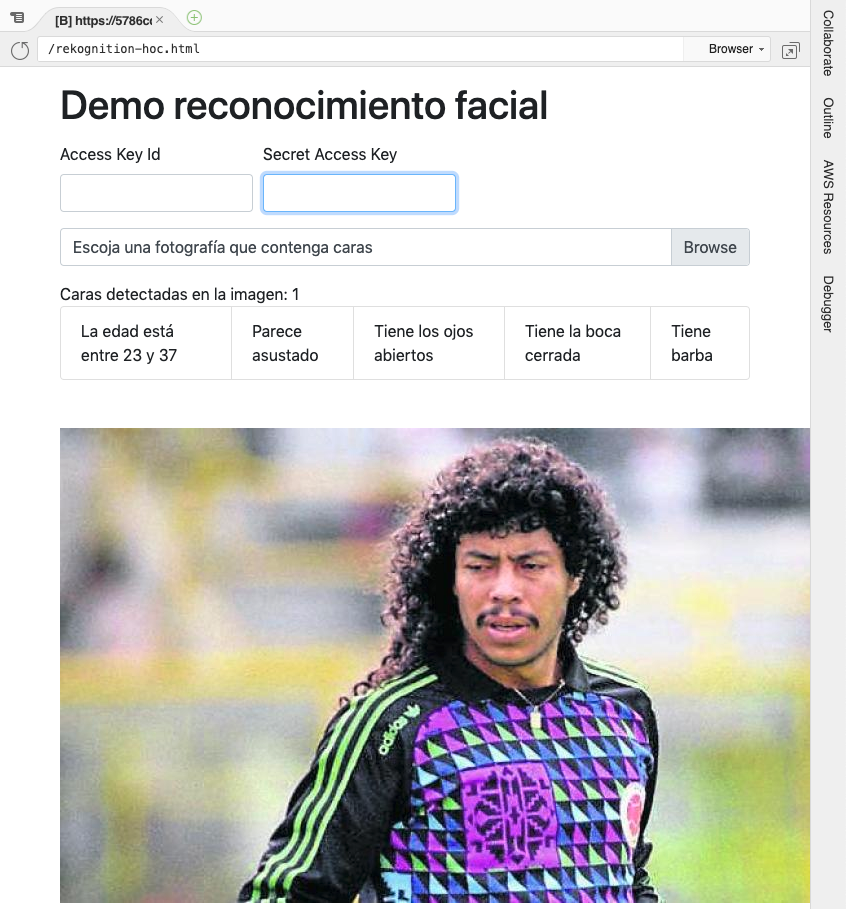 [B] https://5786c
/rekognition-hoc.html
Browser
Demo reconocimiento facial
Access Key Id
Secret Access Key
Escoja una fotografía que contenga caras
Browse
Caras detectadas en la imagen: 1
La edad está
entre 23 y 37
Parece
asustado
Tiene los ojos
abiertos
Tiene la boca
cerrada
Tiene
barba
adidas
Collaborate
Outline
AWS Resources
Debugger